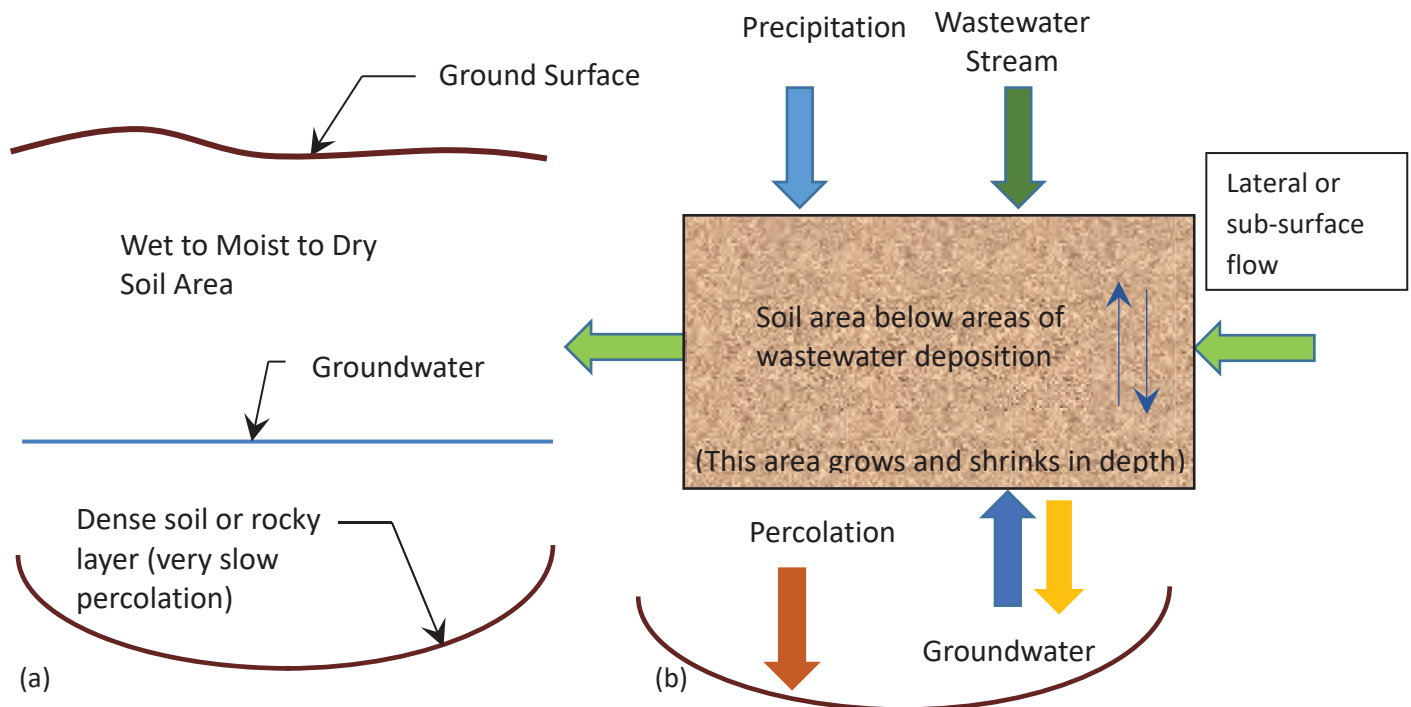 Ground Surface
Wet to Moist to Dry
Soil Area
Groundwater
Dense soil or rocky
layer (very slow
percolation)
(a)
Precipitation
Wastewater
Stream
Lateral or
sub-surface
flow
Soil area below areas of
wastewater deposition
(This area grows and shrinks in depth)
Percolation
Groundwater
(b)